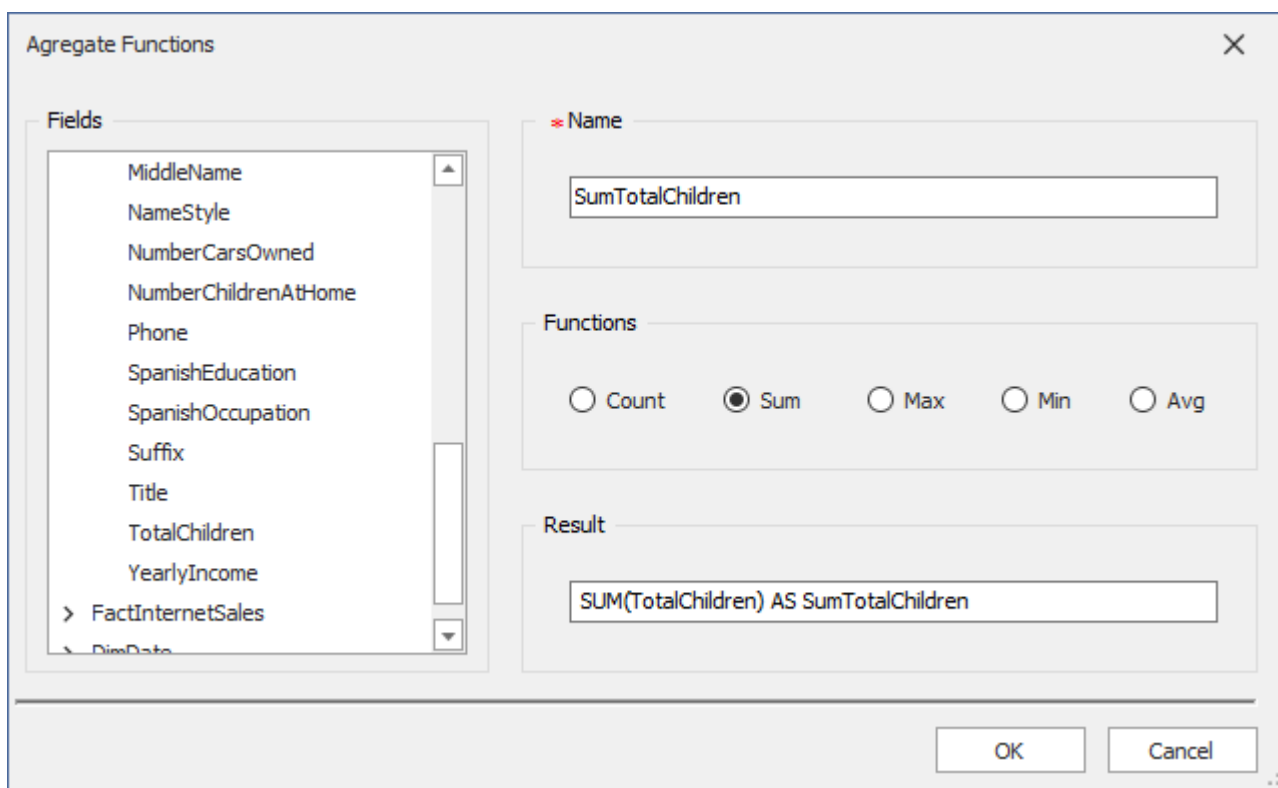 Agregate Functions
Fields
MiddleName
NameStyle
NumberCarsOwned
NumberChildrenAtHome
Phone
SpanishEducation
SpanishOccupation
Suffix
Title
TotalChildren
YearlyIncome
FactInternetSales
DimDate
* Name
SumTotalChildren
Functions
Count Sum Max Min Avg
Result
SUM(TotalChildren) AS SumTotalChildren
OK Cancel